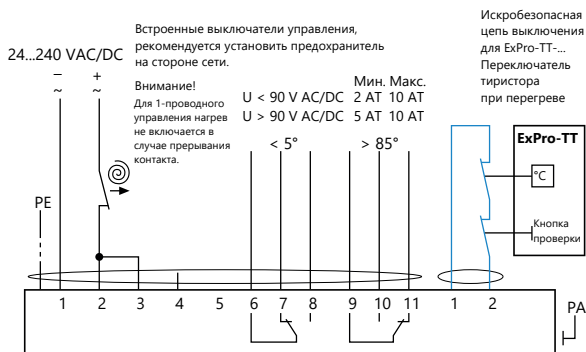 24...240 VAC/DC
– +
~ ~
Встроенные выключатели управления,
рекомендуется установить предохранитель
на стороне сети.
Внимание!
Для 1-проводного
управления нагрев
не включается в
случае прерывания
контакта.
Мин. Макс.
U < 90 V AC/DC 2 AT 10 AT
U > 90 V AC/DC 5 AT 10 AT
< 5° > 85°
Искробезопасная
цепь выключения
для ExPro-TT-...
Переключатель
тиристора
при перегреве
ExPro-TT
°C
Кнопка
проверки
PE
1 2 3 4 5 6 7 8 9 10 11 1 2
PA